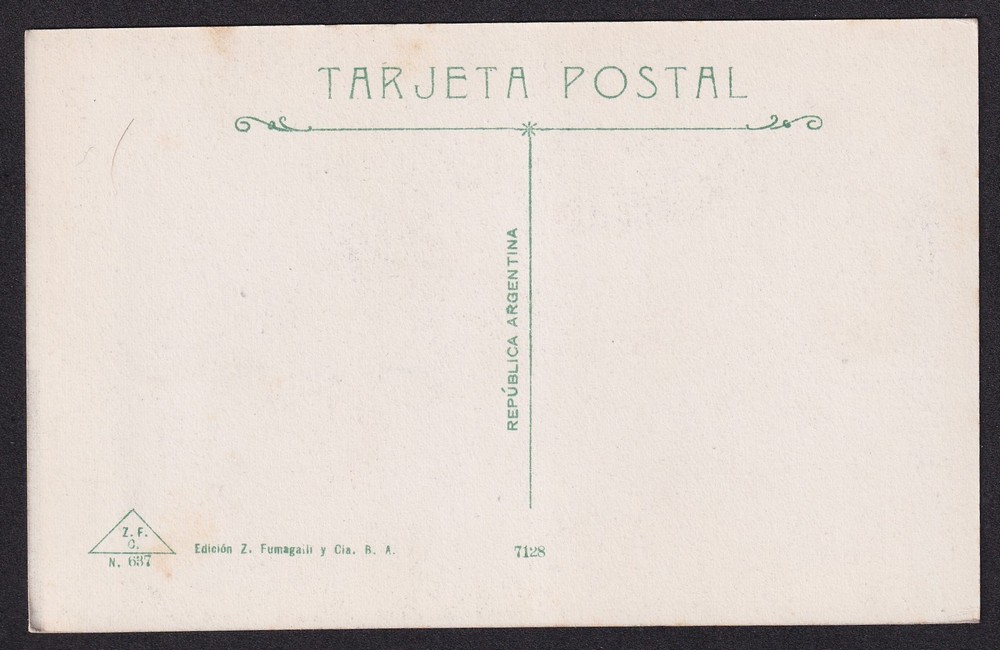 TARJETA POSTAL
REPÚBLICA ARGENTINA
Z. F.
C.
N. 637
Edición Z. Fumagalli y Cia. B. A.
7128